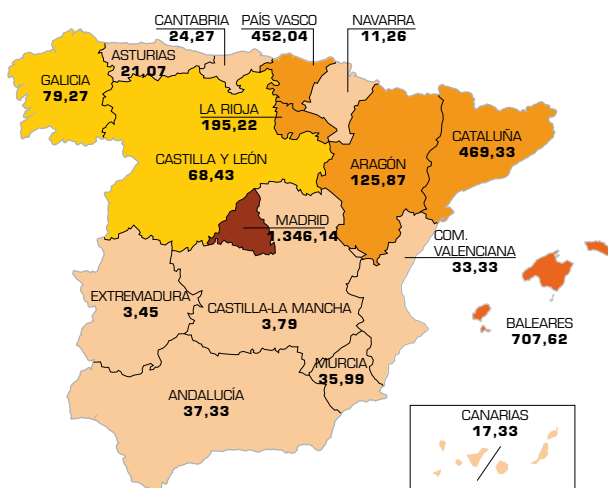 CANTABRIA
24,27
PAÍS VASCO
452,04
NAVARRA
11,26
ASTURIAS
21,07
GALICIA
79,27
LA RIOJA
195,22
CATALUÑA
469,33
CASTILLA Y LEÓN
68,43
ARAGÓN
125,87
MADRID
1.346,14
COM.
VALENCIANA
33,33
EXTREMADURA
3,45
CASTILLA-LA MANCHA
3,79
BALEARES
707,62
MURCIA
35,99
ANDALUCÍA
37,33
CANARIAS
17,33